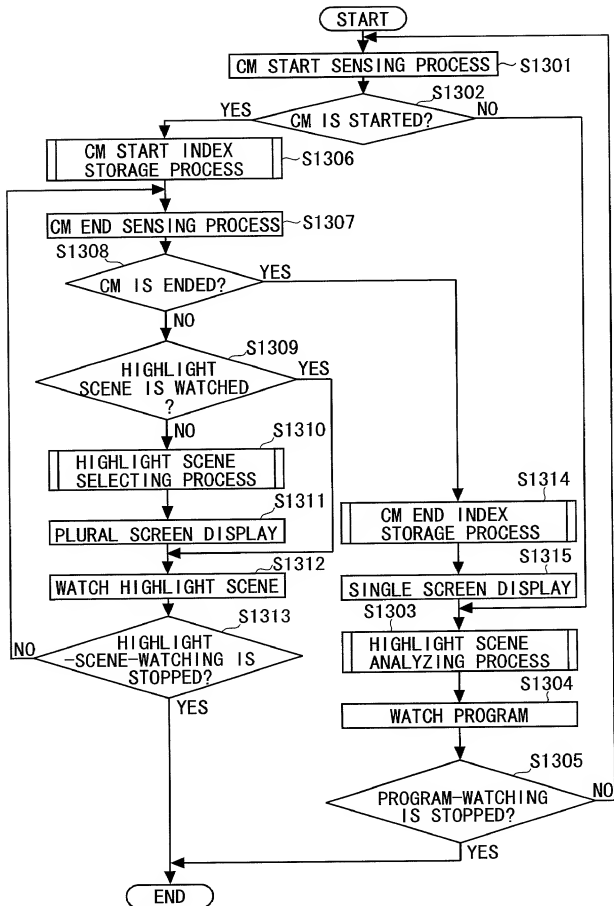 START
CM START SENSING PROCESS
S1301
S1302
YES
CM IS STARTED?
NO
CM START INDEX
STORAGE PROCESS
S1306
CM END SENSING PROCESS
S1307
S1308
CM IS ENDED?
YES
NO
S1309
HIGHLIGHT
SCENE IS WATCHED
?
YES
NO
S1310
HIGHLIGHT SCENE
SELECTING PROCESS
S1311
PLURAL SCREEN DISPLAY
S1312
WATCH HIGHLIGHT SCENE
S1313
NO
HIGHLIGHT
-SCENE-WATCHING IS
STOPPED?
YES
S1314
CM END INDEX
STORAGE PROCESS
S1315
SINGLE SCREEN DISPLAY
S1303
HIGHLIGHT SCENE
ANALYZING PROCESS
S1304
WATCH PROGRAM
S1305
PROGRAM-WATCHING
IS STOPPED?
NO
YES
END